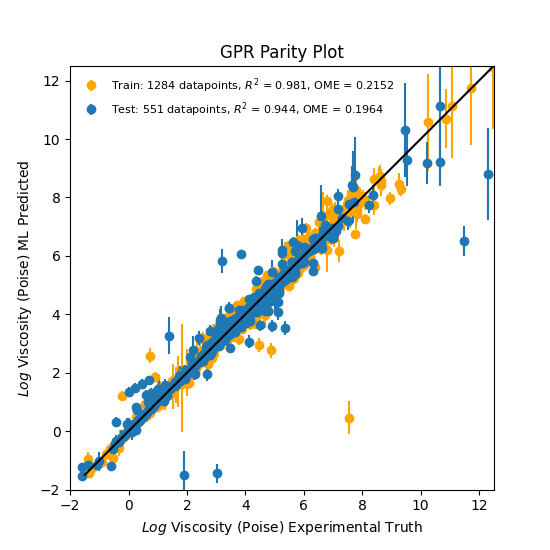 GPR Parity Plot
Train: 1284 datapoints, R² = 0.981, OME = 0.2152
Test: 551 datapoints, R² = 0.944, OME = 0.1964
Log Viscosity (Poise) ML Predicted
12
10
8
6
4
2
0
−2
−2 0 2 4 6 8 10 12
Log Viscosity (Poise) Experimental Truth